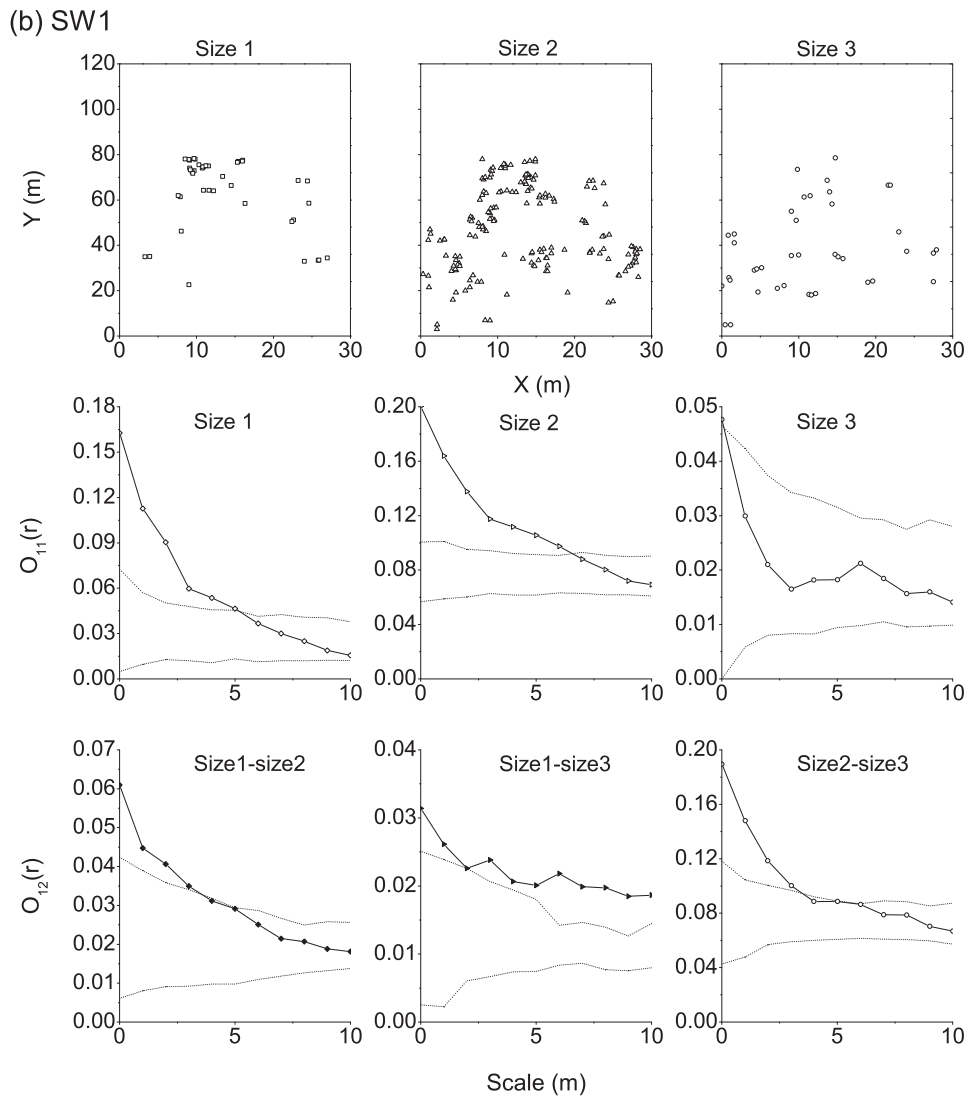 (b) SW1
Size 1 Size 2 Size 3
120
100
80
60
40
20
0
Y (m)
0 10 20 30 0 10 20 30 0 10 20 30
X (m)
0.18 0.20 0.05
Size 1 Size 2 Size 3
0.15 0.16 0.04
0.12 0.12 0.03
0.09 0.08 0.02
0.06 0.04 0.01
0.03 0.00 0.00
0.00
O11(r)
0 5 10 0 5 10 0 5 10
0.07 0.04 0.20
Size1-size2 Size1-size3 Size2-size3
0.06 0.03 0.16
0.05 0.02 0.12
0.04 0.01 0.08
0.03 0.00 0.04
0.02 0.00
0.01
0.00
O12(r)
0 5 10 0 5 10 0 5 10
Scale (m)